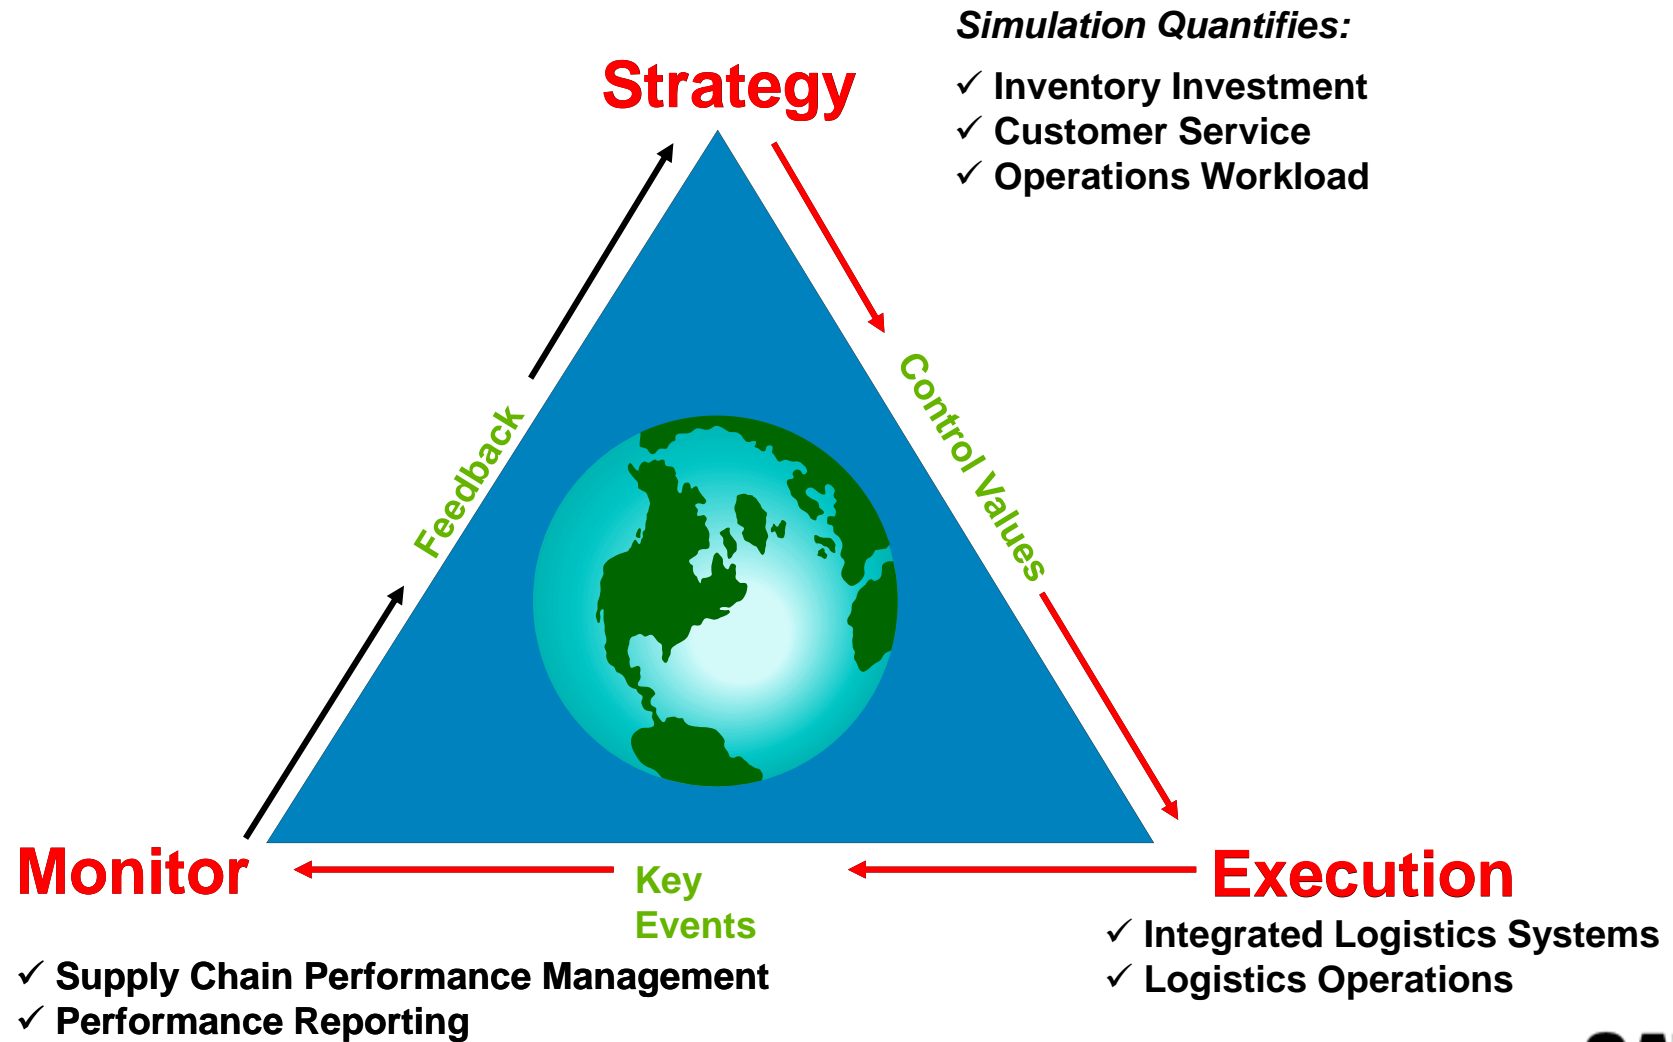 Simulation Quantifies:
Strategy
✓ Inventory Investment
✓ Customer Service
✓ Operations Workload
Feedback
Control Values
Monitor
Key
Events
Execution
✓ Integrated Logistics Systems
✓ Logistics Operations
✓ Supply Chain Performance Management
✓ Performance Reporting